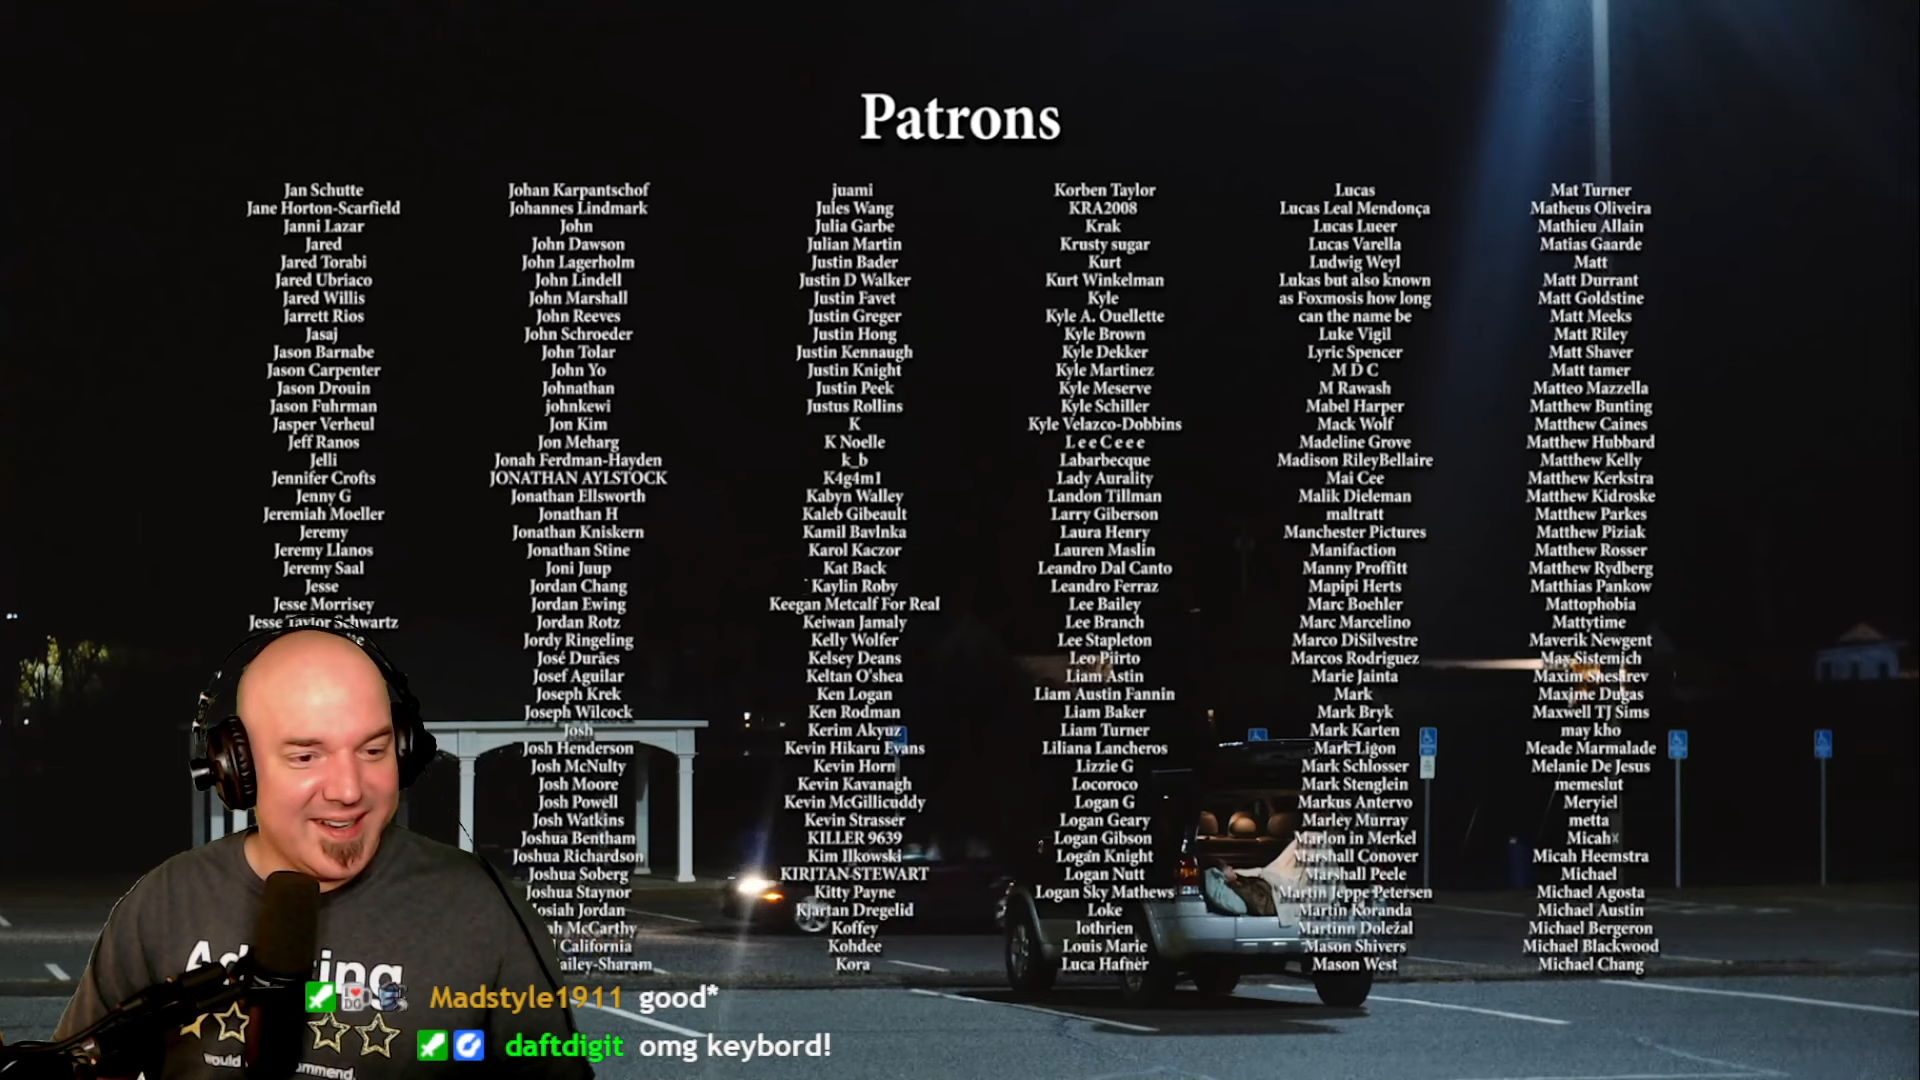 Patrons
Jan Schutte
Jane Horton-Scarfield
Janni Lazar
Jared
Jared Torabi
Jared Ubriaco
Jared Willis
Jarrett Rios
Jasaj
Jason Barnabe
Jason Carpenter
Jason Drouin
Jason Fuhrman
Jasper Verheul
Jeff Ranos
Jelli
Jennifer Crofts
Jenny G
Jeremiah Moeller
Jeremy
Jeremy Llanos
Jeremy Saal
Jesse
Jesse Morrisey
Jesse Taylor Schwartz
Johan Karpantschof
Johannes Lindmark
John
John Dawson
John Lagerholm
John Lindell
John Marshall
John Reeves
John Schroeder
John Tolar
John Yo
Johnathan
johnkewi
Jon Kim
Jon Meharg
Jonah Ferdman-Hayden
JONATHAN AYLSTOCK
Jonathan Ellsworth
Jonathan H
Jonathan Kniskern
Jonathan Stine
Joni Juup
Jordan Chang
Jordan Ewing
Jordan Rotz
Jordy Ringeling
José Durães
Josef Aguilar
Joseph Krek
Joseph Wilcock
Josh
Josh Henderson
Josh McNulty
Josh Moore
Josh Powell
Josh Watkins
Joshua Bentham
Joshua Richardson
Joshua Soberg
Joshua Staynor
Josiah Jordan
McCarthy
California
ailey-Sharam
juami
Jules Wang
Julia Garbe
Julian Martin
Justin Bader
Justin D Walker
Justin Favet
Justin Greger
Justin Hong
Justin Kennaugh
Justin Knight
Justin Peek
Justus Rollins
K
K Noelle
k_b
K4g4m1
Kabyn Walley
Kaleb Gibeault
Kamil Bavlnka
Karol Kaczor
Kat Back
Kaylin Roby
Keegan Metcalf For Real
Keiwan Jamaly
Kelly Wolfer
Kelsey Deans
Keltan O'shea
Ken Logan
Ken Rodman
Kerim Akyuz
Kevin Hikaru Evans
Kevin Horn
Kevin Kavanagh
Kevin McGillicuddy
Kevin Strasser
KILLER 9639
Kim Ilkowski
KIRITAN STEWART
Kitty Payne
Kjartan Dregelid
Koffey
Kohdee
Kora
Korben Taylor
KRA2008
Krak
Krusty sugar
Kurt
Kurt Winkelman
Kyle
Kyle A. Ouellette
Kyle Brown
Kyle Dekker
Kyle Martinez
Kyle Meserve
Kyle Schiller
Kyle Velazco-Dobbins
L e e C e e e
Labarbecque
Lady Aurality
Landon Tillman
Larry Giberson
Laura Henry
Lauren Maslin
Leandro Dal Canto
Leandro Ferraz
Lee Bailey
Lee Branch
Lee Stapleton
Leo Piirto
Liam Astin
Liam Austin Fannin
Liam Baker
Liam Turner
Liliana Lancheros
Lizzie G
Locoroco
Logan G
Logan Geary
Logan Gibson
Logan Knight
Logan Nutt
Logan Sky Mathews
Loke
lothrien
Louis Marie
Luca Hafner
Lucas
Lucas Leal Mendonça
Lucas Lueer
Lucas Varella
Ludwig Weyl
Lukas but also known
as Foxmosis how long
can the name be
Luke Vigil
Lyric Spencer
M D C
M Rawash
Mabel Harper
Mack Wolf
Madeline Grove
Madison RileyBellaire
Mai Cee
Malik Dieleman
maltratt
Manchester Pictures
Manifaction
Manny Proffitt
Mapipi Herts
Marc Boehler
Marc Marcelino
Marco DiSilvestre
Marcos Rodriguez
Marie Jainta
Mark
Mark Bryk
Mark Karten
Mark Ligon
Mark Schlosser
Mark Stenglein
Markus Antervo
Marley Murray
Marlon in Merkel
Marshall Conover
Marshall Peele
Martin Jeppe Petersen
Martin Koranda
Martinn Doležal
Mason Shivers
Mason West
Mat Turner
Matheus Oliveira
Mathieu Allain
Matias Gaarde
Matt
Matt Durrant
Matt Goldstine
Matt Meeks
Matt Riley
Matt Shaver
Matt tamer
Matteo Mazzella
Matthew Bunting
Matthew Caines
Matthew Hubbard
Matthew Kelly
Matthew Kerkstra
Matthew Kidroske
Matthew Parkes
Matthew Piziak
Matthew Rosser
Matthew Rydberg
Matthias Pankow
Mattophobia
Mattytime
Maverik Newgent
Max Sistemich
Maxim
Maxime Dugas
Maxwell TJ Sims
may kho
Meade Marmalade
Melanie De Jesus
memeslut
Meryiel
metta
Micah
Micah Heemstra
Michael
Michael Agosta
Michael Austin
Michael Bergeron
Michael Blackwood
Michael Chang
Madstyle1911 good*
daftdigit omg keybord!
would